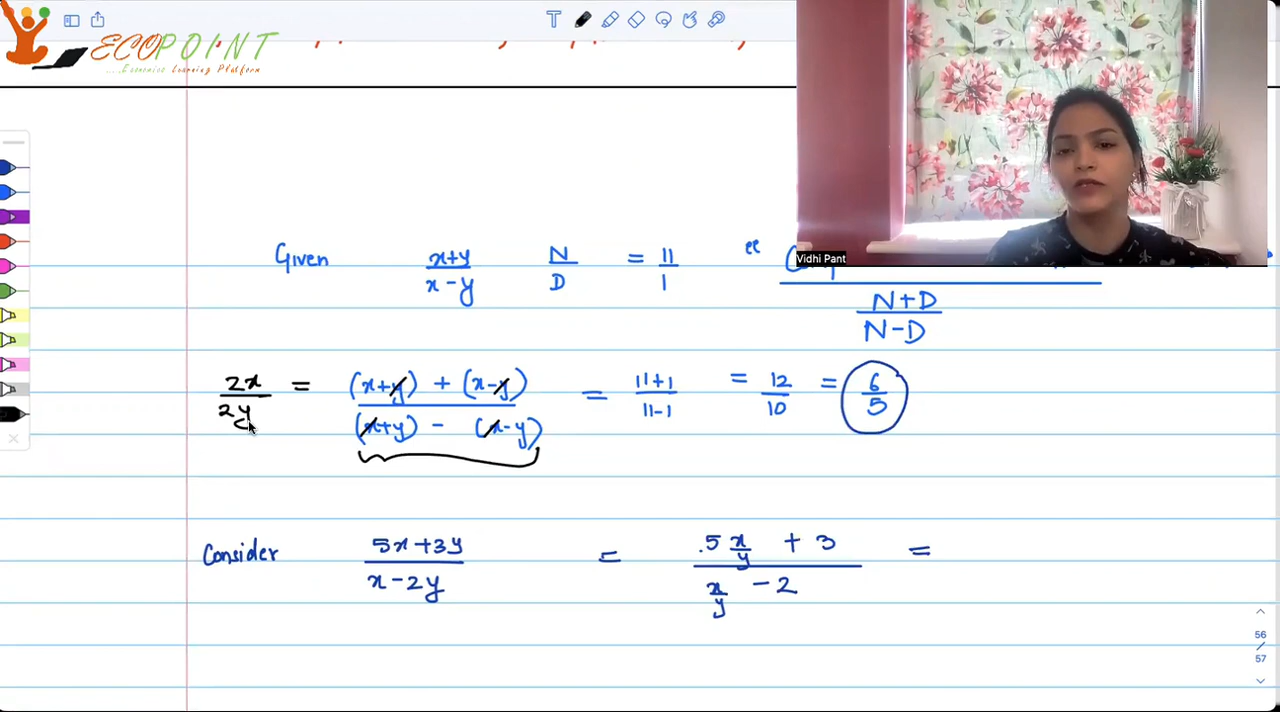 ECOPOINT
....Economics Learning Platform
Vidhi Pant
Given x+y/x-y N/D = 11/1
N+D/N-D
2x/2y = (x+y) + (x-y)/(x+y) - (x-y) = 11+1/11-1 = 12/10 = 6/5
Consider 5x+3y/x-2y = .5 x/y + 3/x/y - 2 =
56
/
57